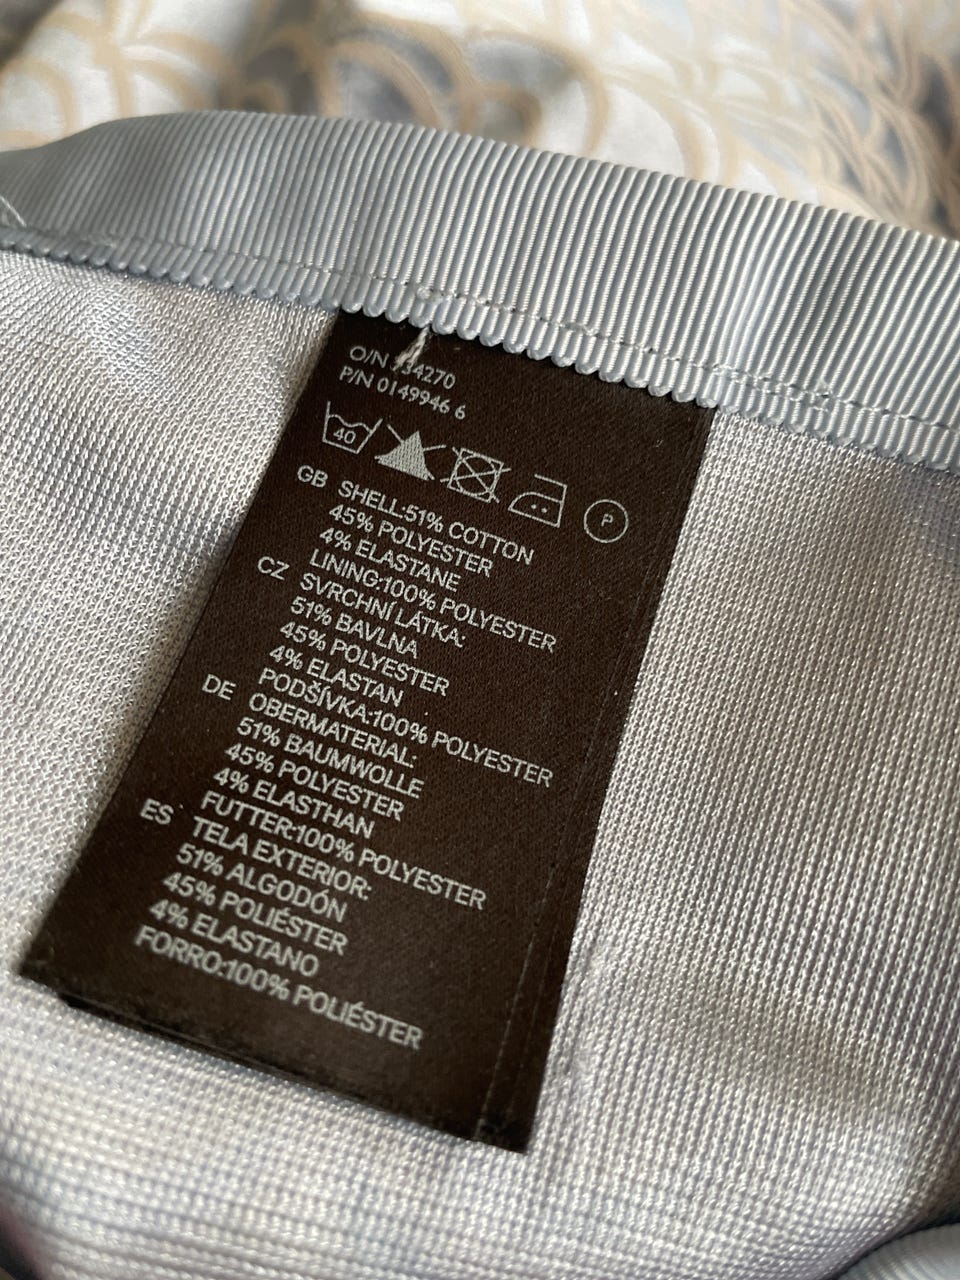 O/N 34270
P/N 0149946 6
40
P
GB SHELL:51% COTTON
45% POLYESTER
4% ELASTANE
LINING:100% POLYESTER
CZ SVRCHNÍ LÁTKA:
51% BAVLNA
45% POLYESTER
4% ELASTAN
PODŠÍVKA:100% POLYESTER
DE OBERMATERIAL:
51% BAUMWOLLE
45% POLYESTER
4% ELASTHAN
FUTTER:100% POLYESTER
ES TELA EXTERIOR:
51% ALGODÓN
45% POLIÉSTER
4% ELASTANO
FORRO:100% POLIÉSTER